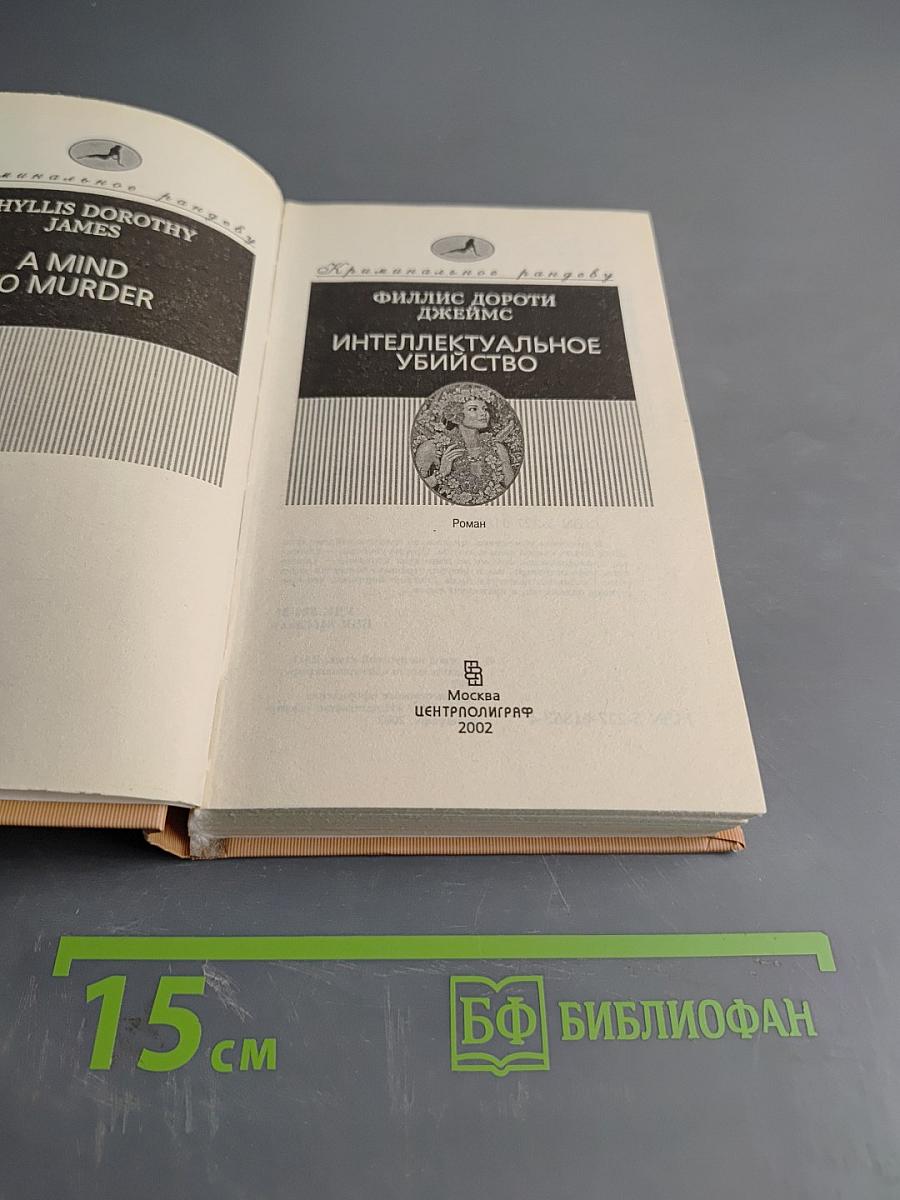 HYLLIS DOROTHY
JAMES
A MIND
O MURDER
Криминальное рандеву
ФИЛЛИС ДОРОТИ
ДЖЕЙМС
ИНТЕЛЛЕКТУАЛЬНОЕ
УБИЙСТВО
Роман
Москва
ЦЕНТРПОЛИГРАФ
2002
15 см
БФ БИБЛИОФАН